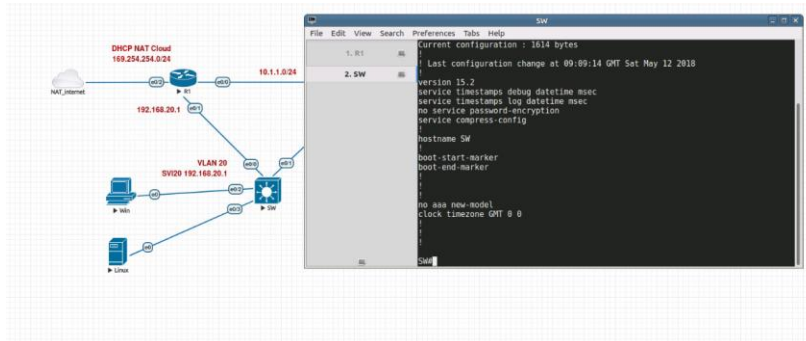 SW
File Edit View Search Preferences Tabs Help
1. R1
2. SW
Current configuration : 1614 bytes
!
! Last configuration change at 09:09:14 GMT Sat May 12 2018
!
version 15.2
service timestamps debug datetime msec
service timestamps log datetime msec
no service password-encryption
service compress-config
!
hostname SW
!
boot-start-marker
boot-end-marker
!
!
!
no aaa new-model
clock timezone GMT 0 0
!
!
!
SW#
DHCP NAT Cloud
169.254.254.0/24
10.1.1.0/24
NAT_Internet
e0/2
e0/0
R1
192.168.20.1
e0/1
VLAN 20
SVI20 192.168.20.1
e0/0
e0/1
e0
e0/2
Win
e0/3
SW
e0
Linux